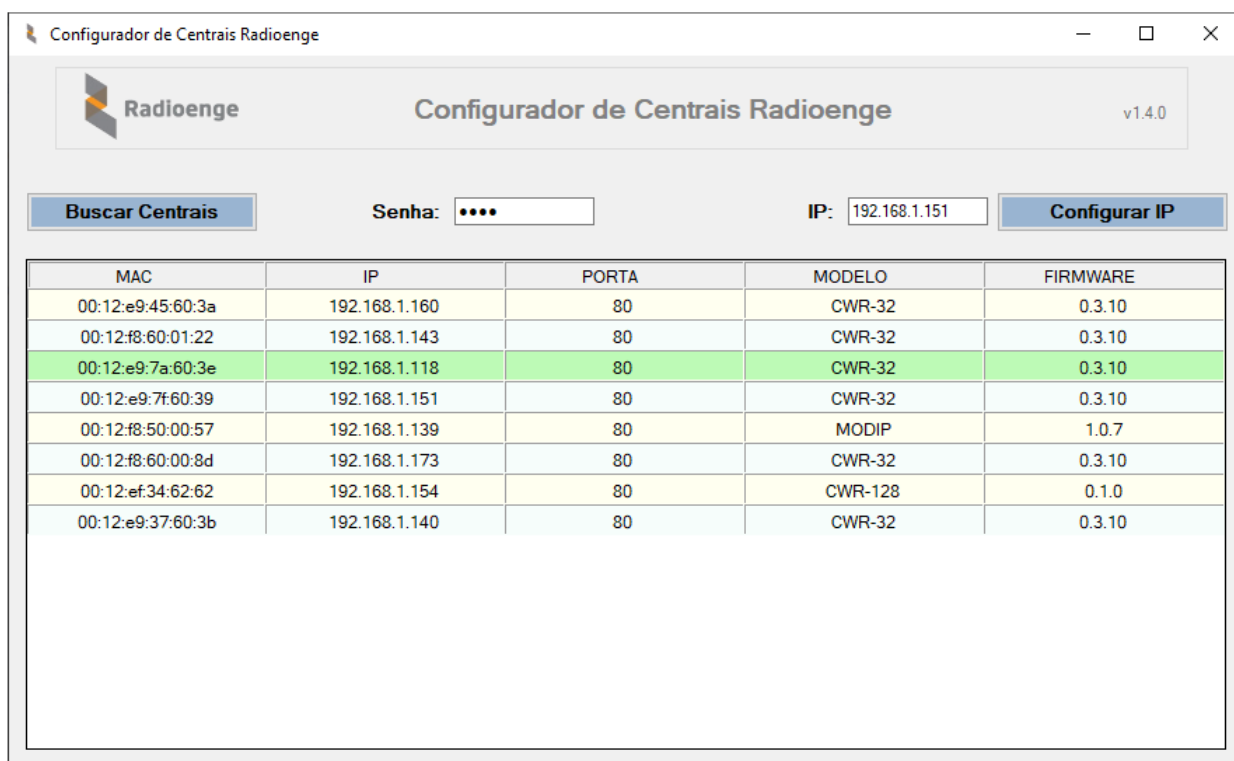 Configurador de Centrais Radioenge
Radioenge Configurador de Centrais Radioenge v1.4.0
Buscar Centrais Senha: •••• IP: 192.168.1.151 Configurar IP
MAC IP PORTA MODELO FIRMWARE
00:12:e9:45:60:3a 192.168.1.160 80 CWR-32 0.3.10
00:12:f8:60:01:22 192.168.1.143 80 CWR-32 0.3.10
00:12:e9:7a:60:3e 192.168.1.118 80 CWR-32 0.3.10
00:12:e9:7f:60:39 192.168.1.151 80 CWR-32 0.3.10
00:12:f8:50:00:57 192.168.1.139 80 MODIP 1.0.7
00:12:f8:60:00:8d 192.168.1.173 80 CWR-32 0.3.10
00:12:ef:34:62:62 192.168.1.154 80 CWR-128 0.1.0
00:12:e9:37:60:3b 192.168.1.140 80 CWR-32 0.3.10